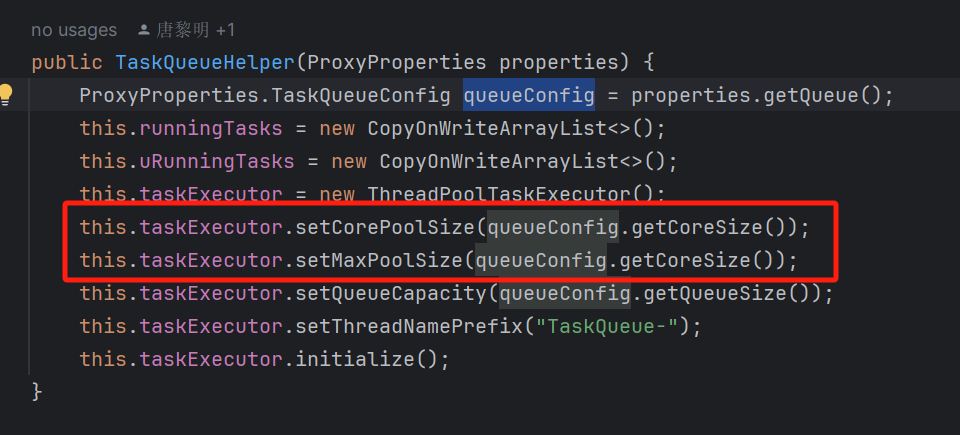 no usages 唐黎明 +1
public TaskQueueHelper(ProxyProperties properties) {
ProxyProperties.TaskQueueConfig queueConfig = properties.getQueue();
this.runningTasks = new CopyOnWriteArrayList<>();
this.uRunningTasks = new CopyOnWriteArrayList<>();
this.taskExecutor = new ThreadPoolTaskExecutor();
this.taskExecutor.setCorePoolSize(queueConfig.getCoreSize());
this.taskExecutor.setMaxPoolSize(queueConfig.getCoreSize());
this.taskExecutor.setQueueCapacity(queueConfig.getQueueSize());
this.taskExecutor.setThreadNamePrefix("TaskQueue-");
this.taskExecutor.initialize();
}